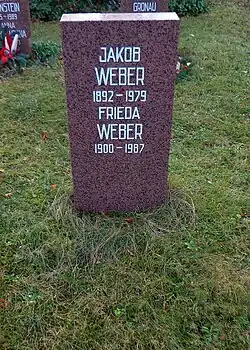 GRONAU
JAKOB
WEBER
1892 – 1979
FRIEDA
WEBER
1900 – 1987